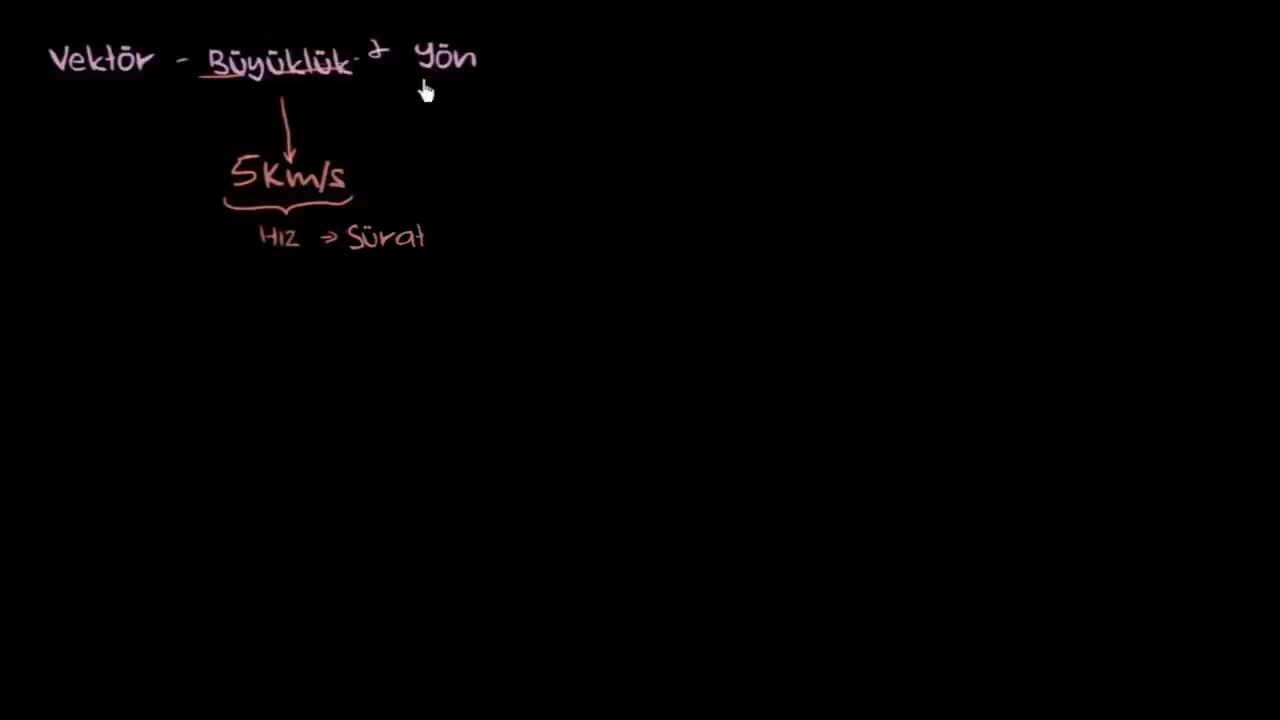 Vektör - Büyüklük + Yön
5km/s
Hız → Sürat